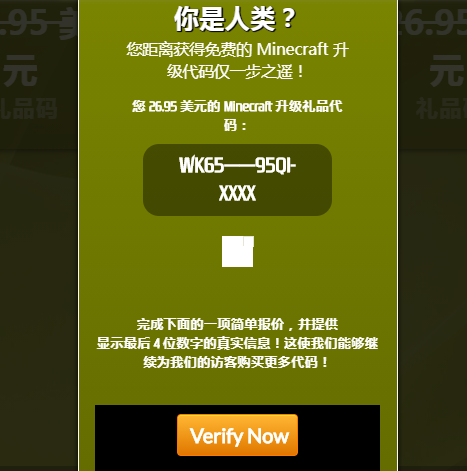 你是人类？
您距离获得免费的 Minecraft 升
级代码仅一步之遥！
您 26.95 美元的 Minecraft 升级礼品代
码：
WK65——95QI-
XXXX
完成下面的一项简单报价，并提供
显示最后 4 位数字的真实信息！这使我们能够继
续为我们的访客购买更多代码！
Verify Now
.95 美
元
礼品码
26.95
元
礼品码